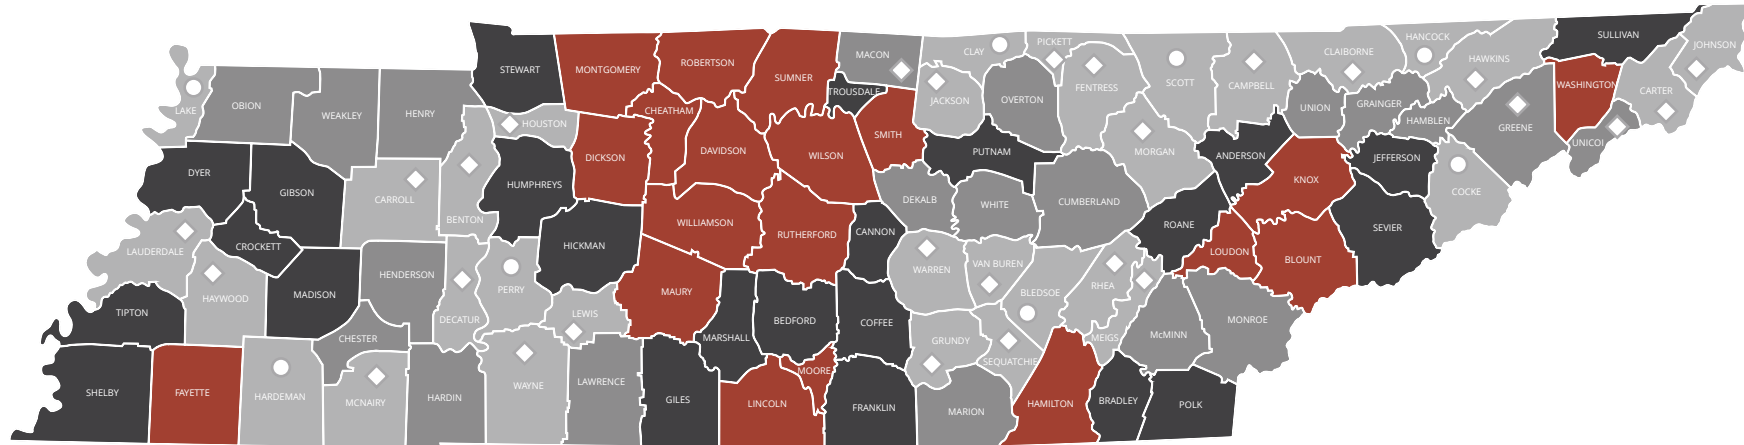 LAKE
OBION
WEAKLEY
HENRY
STEWART
MONTGOMERY
ROBERTSON
SUMNER
MACON
TROUSDALE
CLAY
PICKETT
JACKSON
OVERTON
FENTRESS
SCOTT
CAMPBELL
CLAIBORNE
HANCOCK
HAWKINS
SULLIVAN
JOHNSON
CARTER
WASHINGTON
GREENE
UNICOI
UNION
GRAINGER
HAMBLEN
HOUSTON
CHEATHAM
DICKSON
DAVIDSON
WILSON
SMITH
PUTNAM
MORGAN
ANDERSON
KNOX
JEFFERSON
COCKE
DYER
GIBSON
CARROLL
BENTON
HUMPHREYS
DEKALB
WHITE
CUMBERLAND
ROANE
SEVIER
LAUDERDALE
CROCKETT
HICKMAN
WILLIAMSON
RUTHERFORD
CANNON
WARREN
VAN BUREN
LOUDON
BLOUNT
HAYWOOD
MADISON
HENDERSON
PERRY
MAURY
BLEDSOE
RHEA
TIPTON
DECATUR
LEWIS
MARSHALL
BEDFORD
COFFEE
GRUNDY
MEIGS
McMINN
MONROE
CHESTER
SEQUATCHIE
SHELBY
FAYETTE
HARDEMAN
MCNAIRY
HARDIN
WAYNE
LAWRENCE
GILES
LINCOLN
MOORE
FRANKLIN
MARION
HAMILTON
BRADLEY
POLK